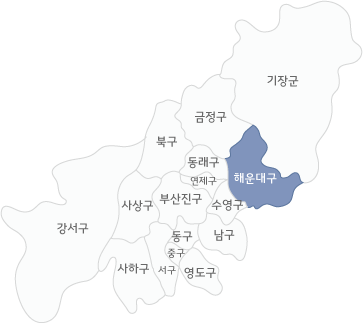 기장군
금정구
북구
동래구
연제구
해운대구
부산진구
사상구
수영구
강서구
동구
남구
중구
사하구
서구
영도구